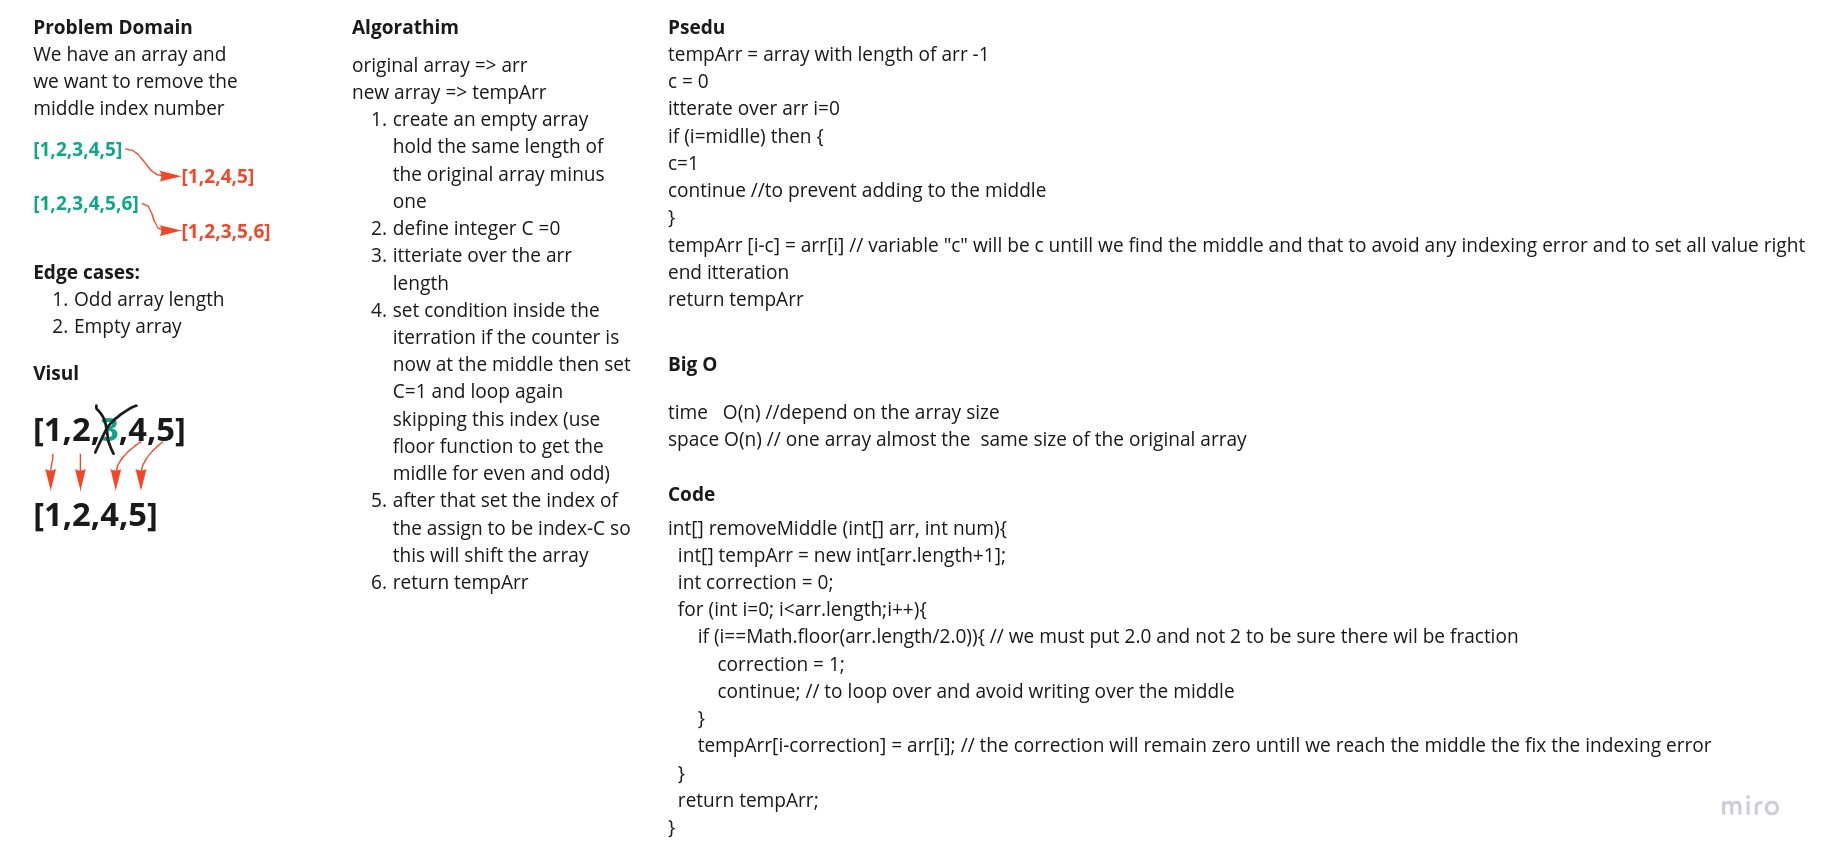 Problem Domain
We have an array and
we want to remove the
middle index number
[1,2,3,4,5]
[1,2,4,5]
[1,2,3,4,5,6]
[1,2,3,5,6]
Edge cases:
1. Odd array length
2. Empty array
Visul
[1,2,3,4,5]
[1,2,4,5]
Algorathim
original array => arr
new array => tempArr
1. create an empty array
hold the same length of
the original array minus
one
2. define integer C =0
3. itteriate over the arr
length
4. set condition inside the
iterration if the counter is
now at the middle then set
C=1 and loop again
skipping this index (use
floor function to get the
midlle for even and odd)
5. after that set the index of
the assign to be index-C so
this will shift the array
6. return tempArr
Psedu
tempArr = array with length of arr -1
c = 0
itterate over arr i=0
if (i=midlle) then {
c=1
continue //to prevent adding to the middle
}
tempArr [i-c] = arr[i] // variable "c" will be c untill we find the middle and that to avoid any indexing error and to set all value right
end itteration
return tempArr
Big O
time   O(n) //depend on the array size
space O(n) // one array almost the  same size of the original array
Code
int[] removeMiddle (int[] arr, int num){
int[] tempArr = new int[arr.length+1];
int correction = 0;
for (int i=0; i<arr.length;i++){
if (i==Math.floor(arr.length/2.0)){ // we must put 2.0 and not 2 to be sure there wil be fraction
correction = 1;
continue; // to loop over and avoid writing over the middle
}
tempArr[i-correction] = arr[i]; // the correction will remain zero untill we reach the middle the fix the indexing error
}
return tempArr;
}
miro